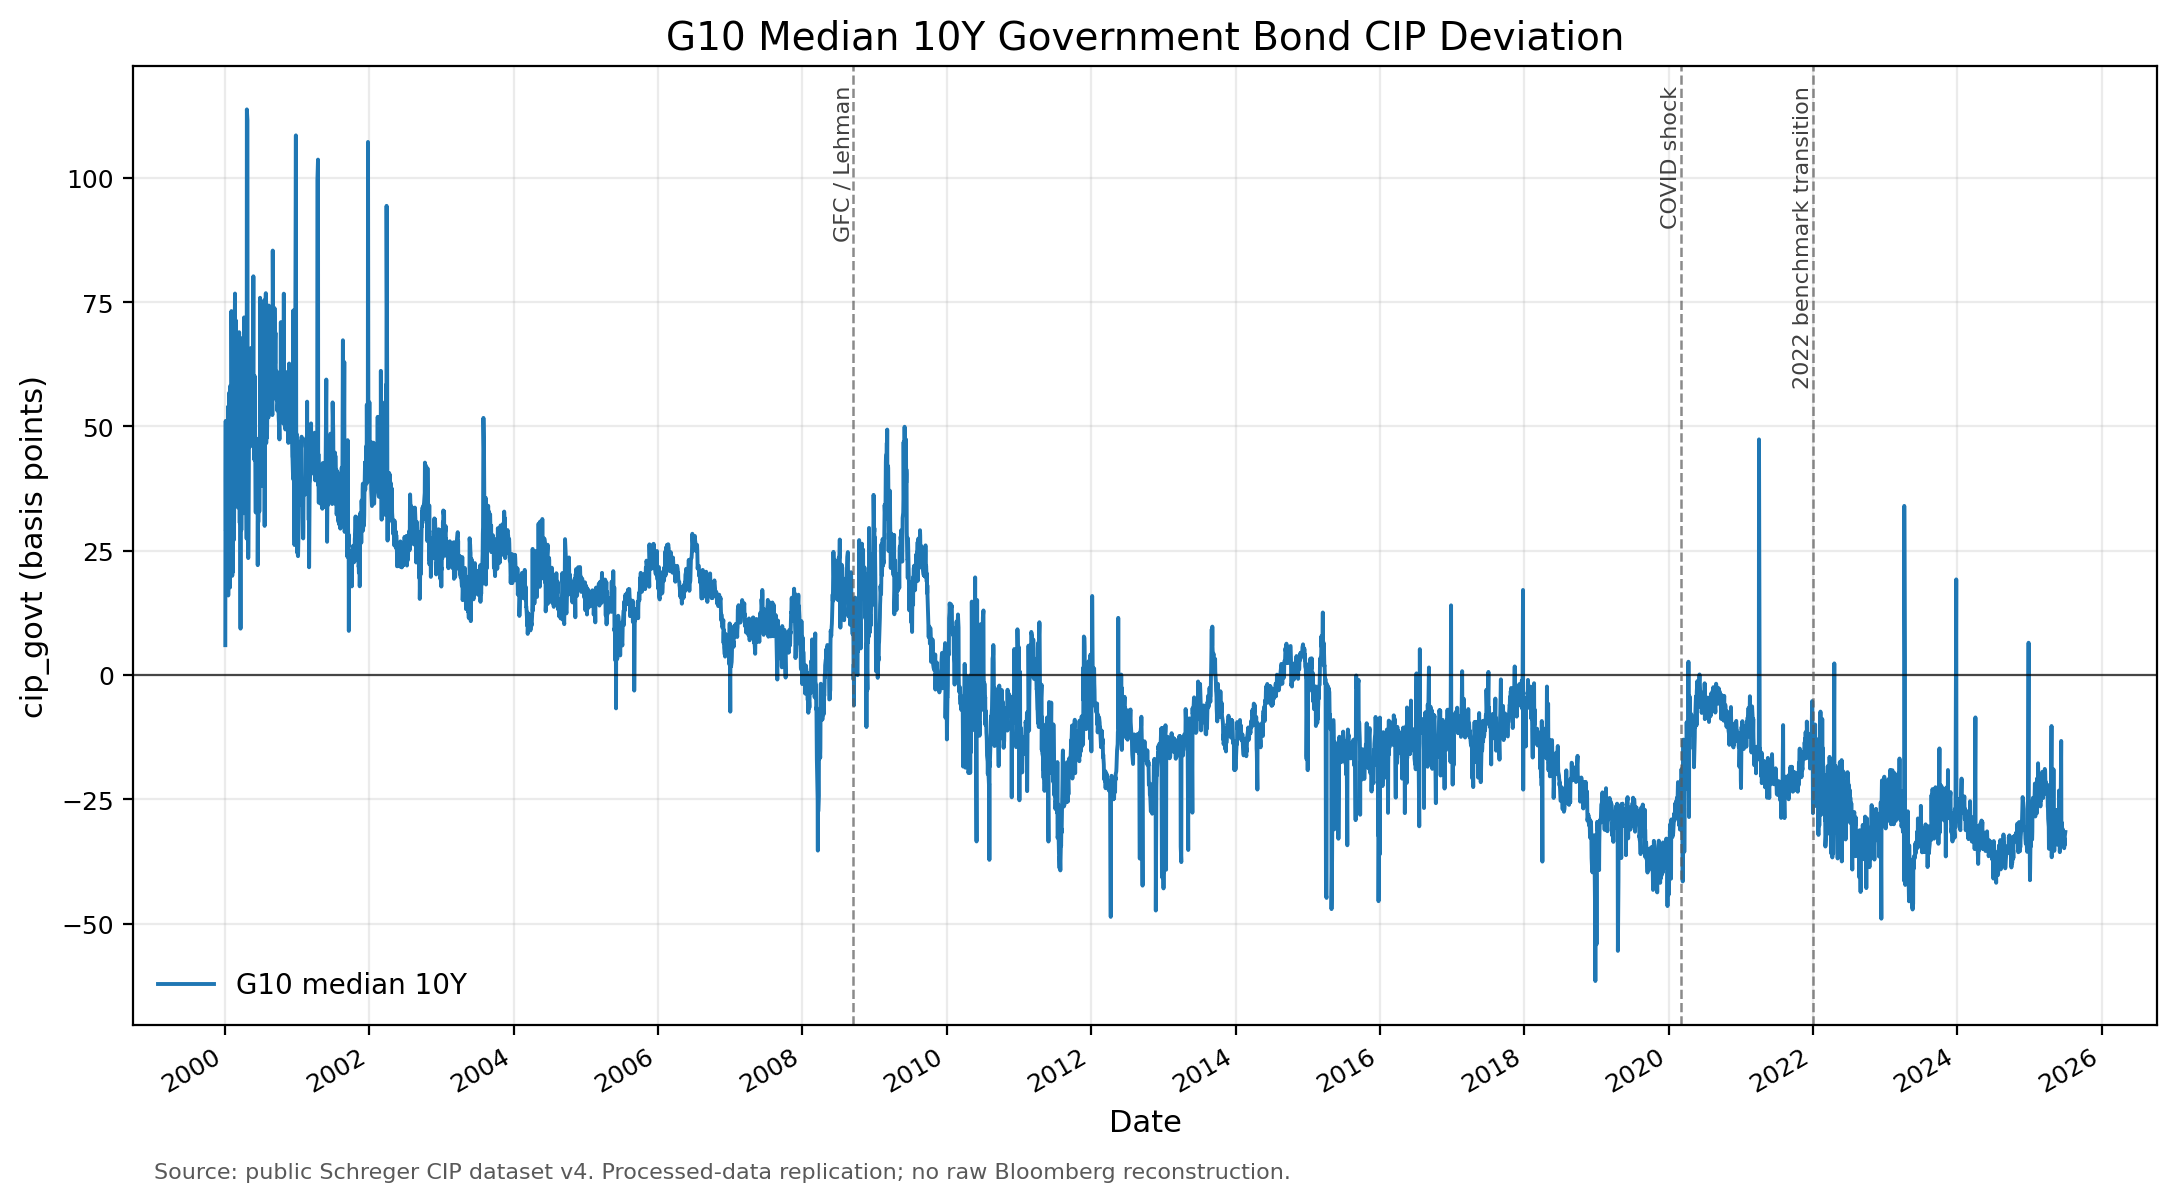 G10 Median 10Y Government Bond CIP Deviation
cip_govt (basis points)
100
75
50
25
0
−25
−50
GFC / Lehman
COVID shock
2022 benchmark transition
G10 median 10Y
2000
2002
2004
2006
2008
2010
2012
2014
2016
2018
2020
2022
2024
2026
Date
Source: public Schreger CIP dataset v4. Processed-data replication; no raw Bloomberg reconstruction.